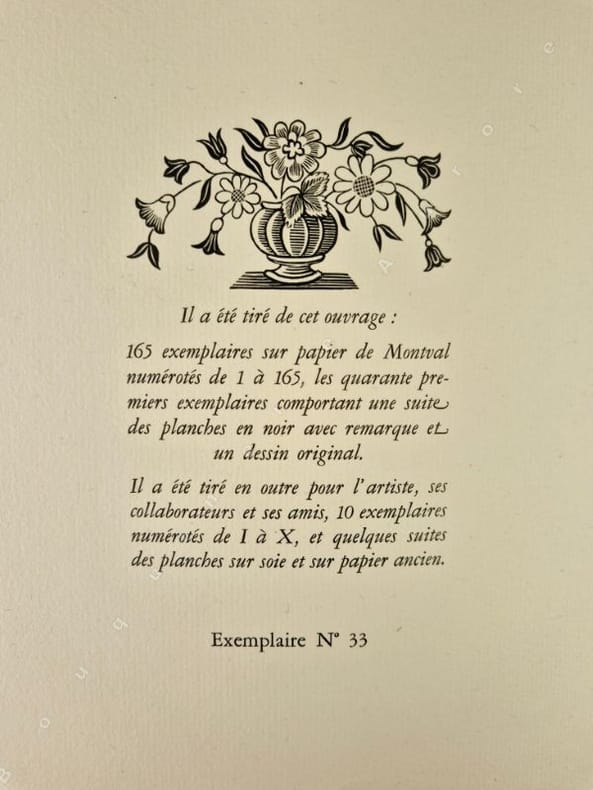 Il a été tiré de cet ouvrage :
165 exemplaires sur papier de Montval
numérotés de 1 à 165, les quarante pre-
miers exemplaires comportant une suite
des planches en noir avec remarque et
un dessin original.
Il a été tiré en outre pour l'artiste, ses
collaborateurs et ses amis, 10 exemplaires
numérotés de I à X, et quelques suites
des planches sur soie et sur papier ancien.
Exemplaire N° 33